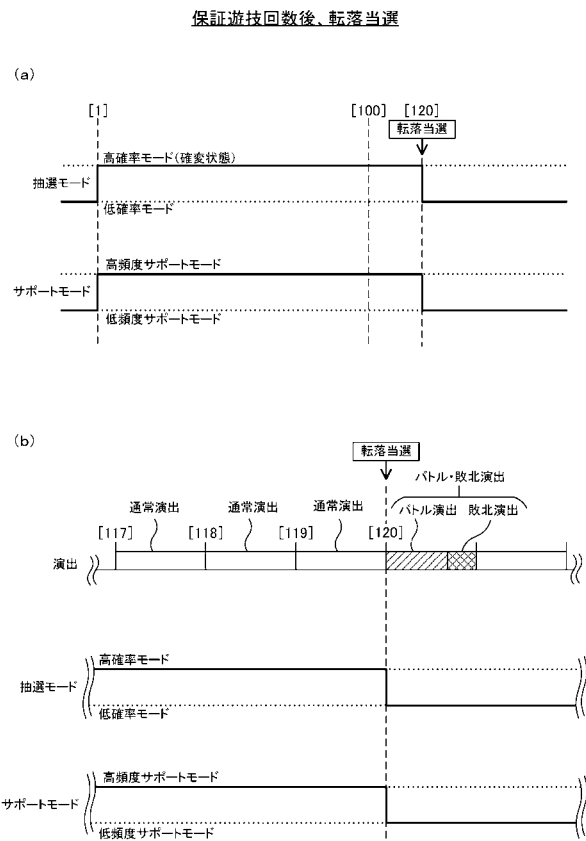 保証遊技回数後、転落当選
(a)
[1] [100] [120]
転落当選
高確率モード(確変状態)
抽選モード
低確率モード
高頻度サポートモード
サポートモード
低頻度サポートモード
(b)
転落当選
バトル・敗北演出
通常演出 通常演出 通常演出 バトル演出 敗北演出
[117] [118] [119] [120]
演出
高確率モード
抽選モード
低確率モード
高頻度サポートモード
サポートモード
低頻度サポートモード